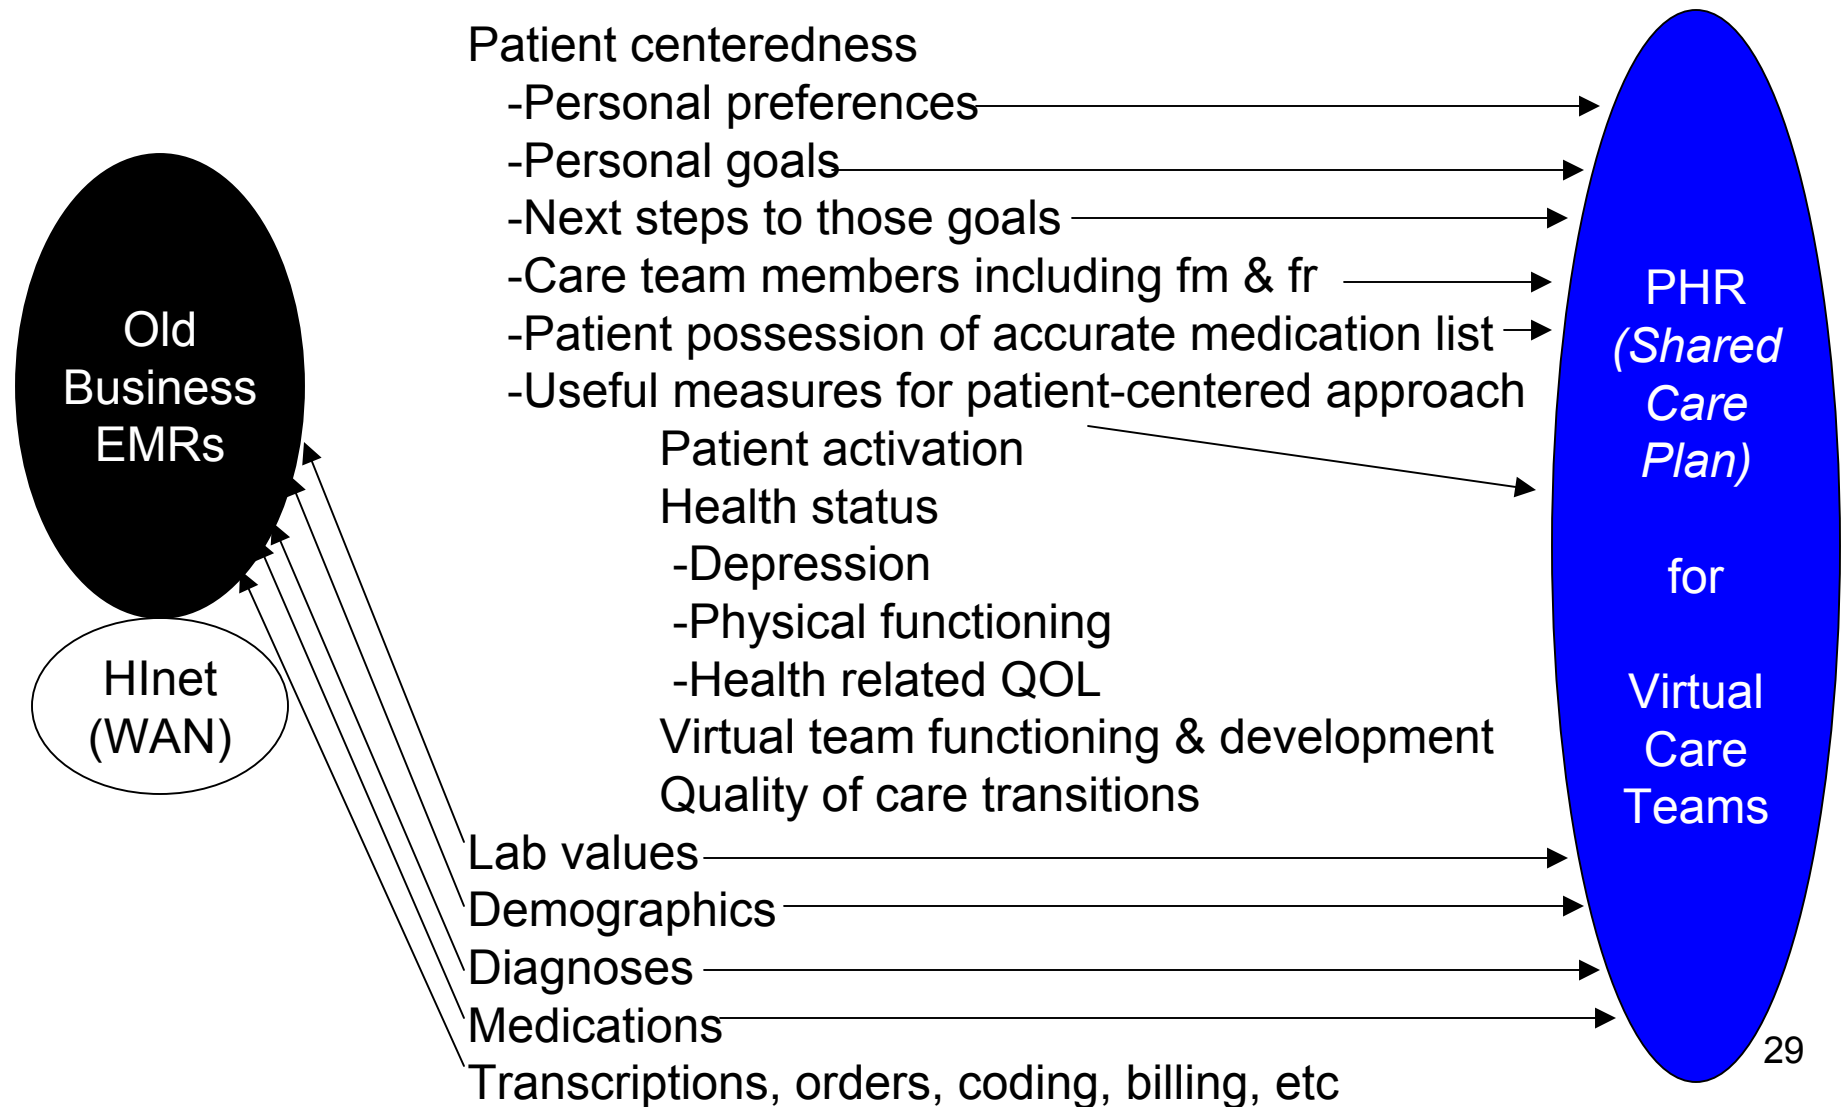 Patient centeredness
-Personal preferences
-Personal goals
-Next steps to those goals
-Care team members including fm & fr
-Patient possession of accurate medication list
-Useful measures for patient-centered approach
Patient activation
Health status
-Depression
-Physical functioning
-Health related QOL
Virtual team functioning & development
Quality of care transitions
Lab values
Demographics
Diagnoses
Medications
Transcriptions, orders, coding, billing, etc
Old
Business
EMRs
HInet
(WAN)
PHR
(Shared
Care
Plan)
for
Virtual
Care
Teams
29